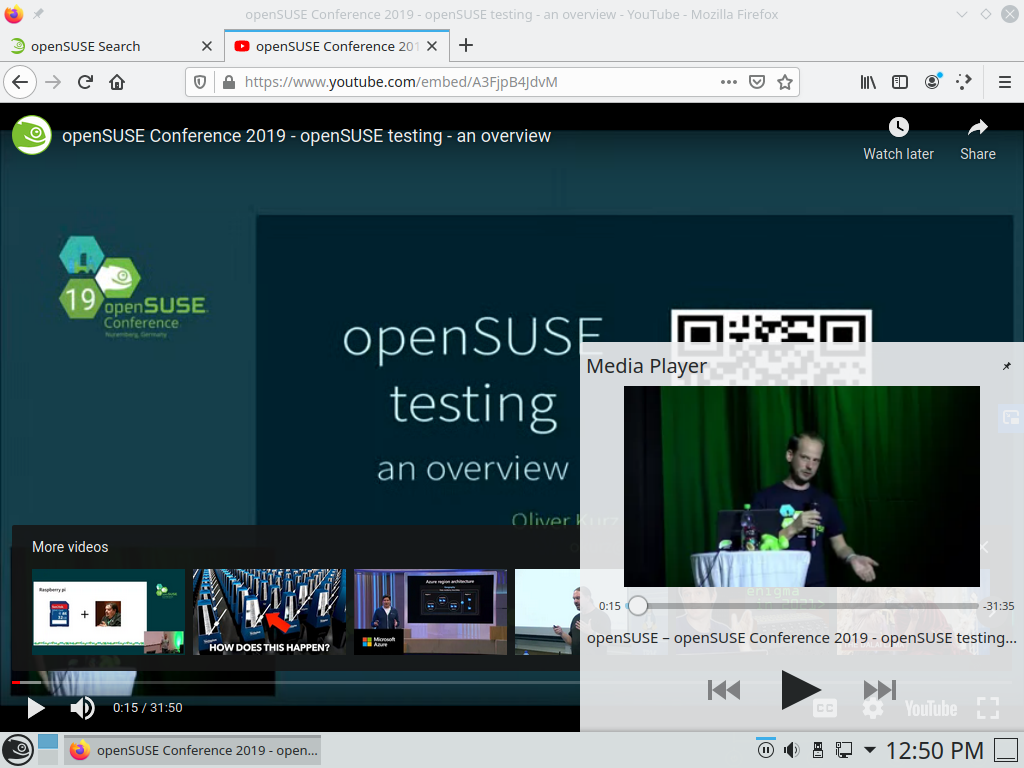 openSUSE Conference 2019 - openSUSE testing - an overview - YouTube - Mozilla Firefox
openSUSE Search
openSUSE Conference 201
https://www.youtube.com/embed/A3FjpB4JdvM
openSUSE Conference 2019 - openSUSE testing - an overview
Watch later
Share
19
openSUSE
Conference
Nuremberg, Germany
openSUSE
testing
an overview
Oliver Kurz
Media Player
More videos
Raspberry pi
+
HOW DOES THIS HAPPEN?
Azure region architecture
Microsoft
Azure
enigma
0:15
-31:35
openSUSE – openSUSE Conference 2019 - openSUSE testing...
0:15 / 31:50
CC
YouTube
openSUSE Conference 2019 - open...
12:50 PM